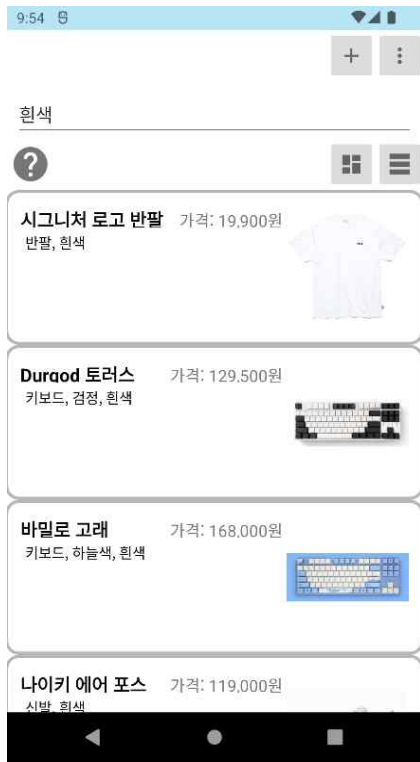 9:54
흰색
시그니처 로고 반팔 가격: 19,900원
반팔, 흰색
Durgod 토러스 가격: 129,500원
키보드, 검정, 흰색
바밀로 고래 가격: 168,000원
키보드, 하늘색, 흰색
나이키 에어 포스 가격: 119,000원
신발, 흰색